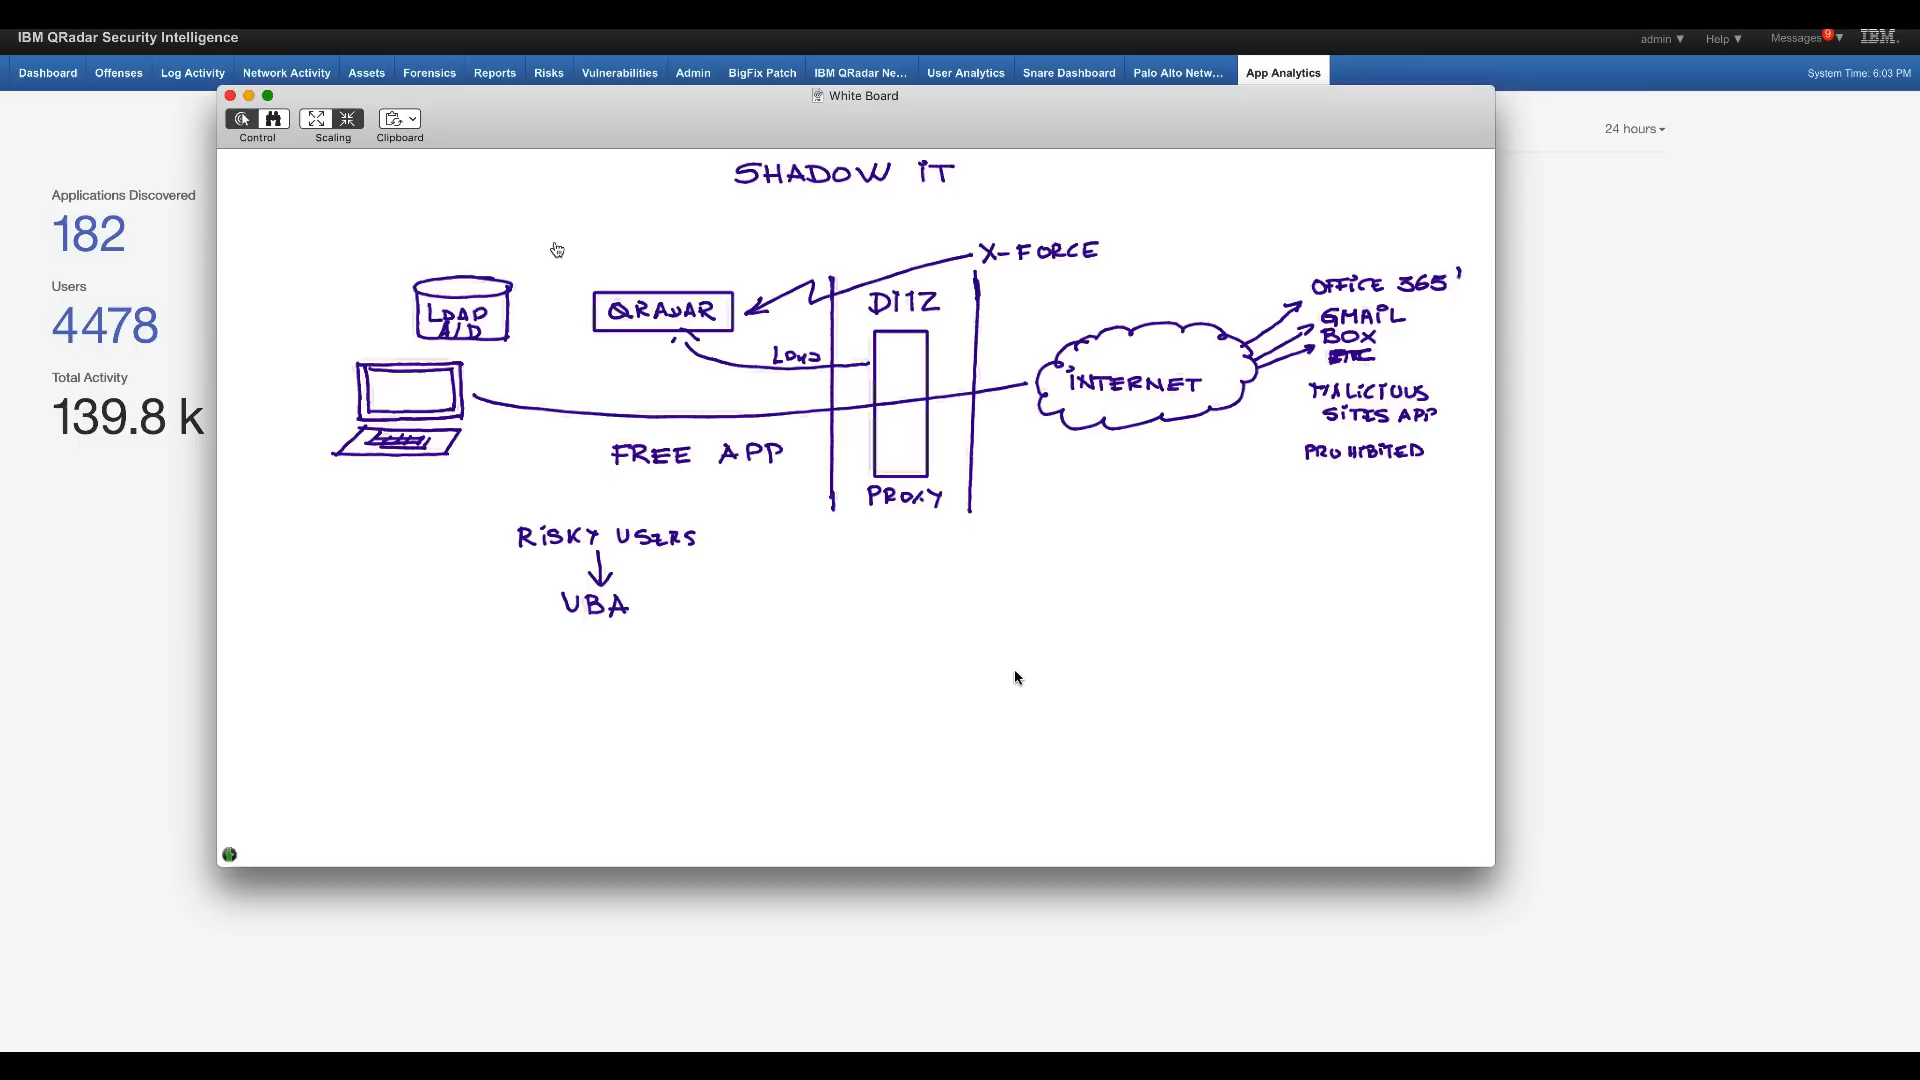 IBM QRadar Security Intelligence
admin Help Messages 9 IBM
Dashboard Offenses Log Activity Network Activity Assets Forensics Reports Risks Vulnerabilities Admin BigFix Patch IBM QRadar Ne... User Analytics Snare Dashboard Palo Alto Netw... App Analytics System Time: 6:03 PM
White Board
Control Scaling Clipboard
24 hours
Applications Discovered
182
Users
4478
Total Activity
139.8 k
SHADOW IT
X-FORCE
LDAP
A/D
QRADAR
DMZ
LOGS
INTERNET
OFFICE 365
GMAIL
BOX
ETC
MALICIOUS
SITES APP
PROHIBITED
FREE APP
PROXY
RISKY USERS
UBA